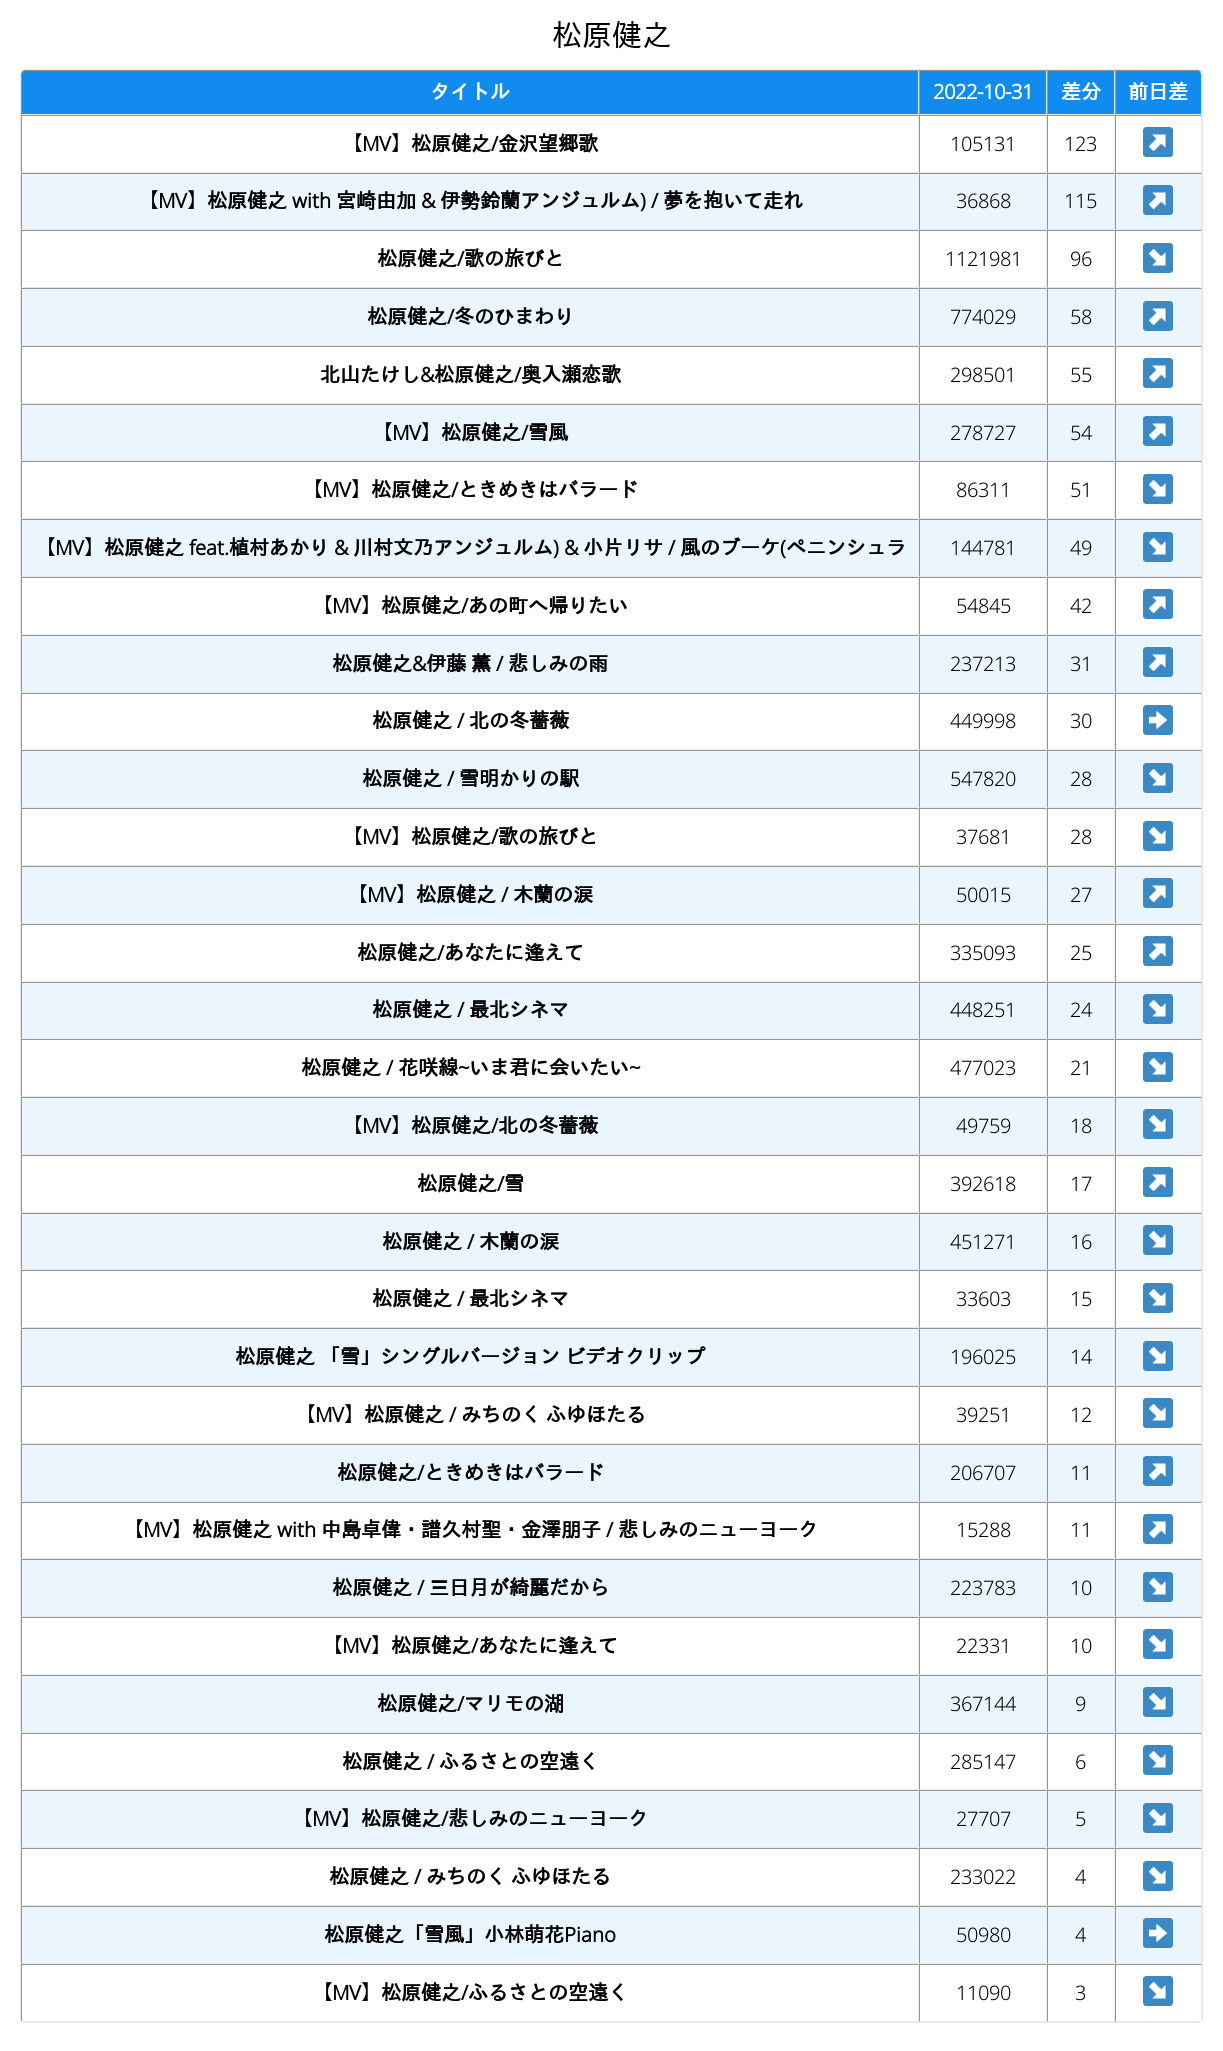 松原健之
タイトル 2022-10-31 差分 前日差
【MV】松原健之/金沢望郷歌 105131 123 ↗
【MV】松原健之 with 宮崎由加 & 伊勢鈴蘭アンジュルム) / 夢を抱いて走れ 36868 115 ↗
松原健之/歌の旅びと 1121981 96 ↘
松原健之/冬のひまわり 774029 58 ↗
北山たけし&松原健之/奥入瀬恋歌 298501 55 ↗
【MV】松原健之/雪風 278727 54 ↗
【MV】松原健之/ときめきはバラード 86311 51 ↘
【MV】松原健之 feat.植村あかり & 川村文乃アンジュルム) & 小片リサ / 風のブーケ(ペニンシュラ 144781 49 ↘
【MV】松原健之/あの町へ帰りたい 54845 42 ↗
松原健之&伊藤 薫 / 悲しみの雨 237213 31 ↗
松原健之 / 北の冬薔薇 449998 30 ➡
松原健之 / 雪明かりの駅 547820 28 ↘
【MV】松原健之/歌の旅びと 37681 28 ↘
【MV】松原健之 / 木蘭の涙 50015 27 ↗
松原健之/あなたに逢えて 335093 25 ↗
松原健之 / 最北シネマ 448251 24 ↘
松原健之 / 花咲線~いま君に会いたい~ 477023 21 ↘
【MV】松原健之/北の冬薔薇 49759 18 ↘
松原健之/雪 392618 17 ↗
松原健之 / 木蘭の涙 451271 16 ↘
松原健之 / 最北シネマ 33603 15 ↘
松原健之 「雪」シングルバージョン ビデオクリップ 196025 14 ↘
【MV】松原健之 / みちのく ふゆほたる 39251 12 ↘
松原健之/ときめきはバラード 206707 11 ↗
【MV】松原健之 with 中島卓偉・譜久村聖・金澤朋子 / 悲しみのニューヨーク 15288 11 ↗
松原健之 / 三日月が綺麗だから 223783 10 ↘
【MV】松原健之/あなたに逢えて 22331 10 ↘
松原健之/マリモの湖 367144 9 ↘
松原健之 / ふるさとの空遠く 285147 6 ↘
【MV】松原健之/悲しみのニューヨーク 27707 5 ↘
松原健之 / みちのく ふゆほたる 233022 4 ↘
松原健之「雪風」小林萌花Piano 50980 4 ➡
【MV】松原健之/ふるさとの空遠く 11090 3 ↘